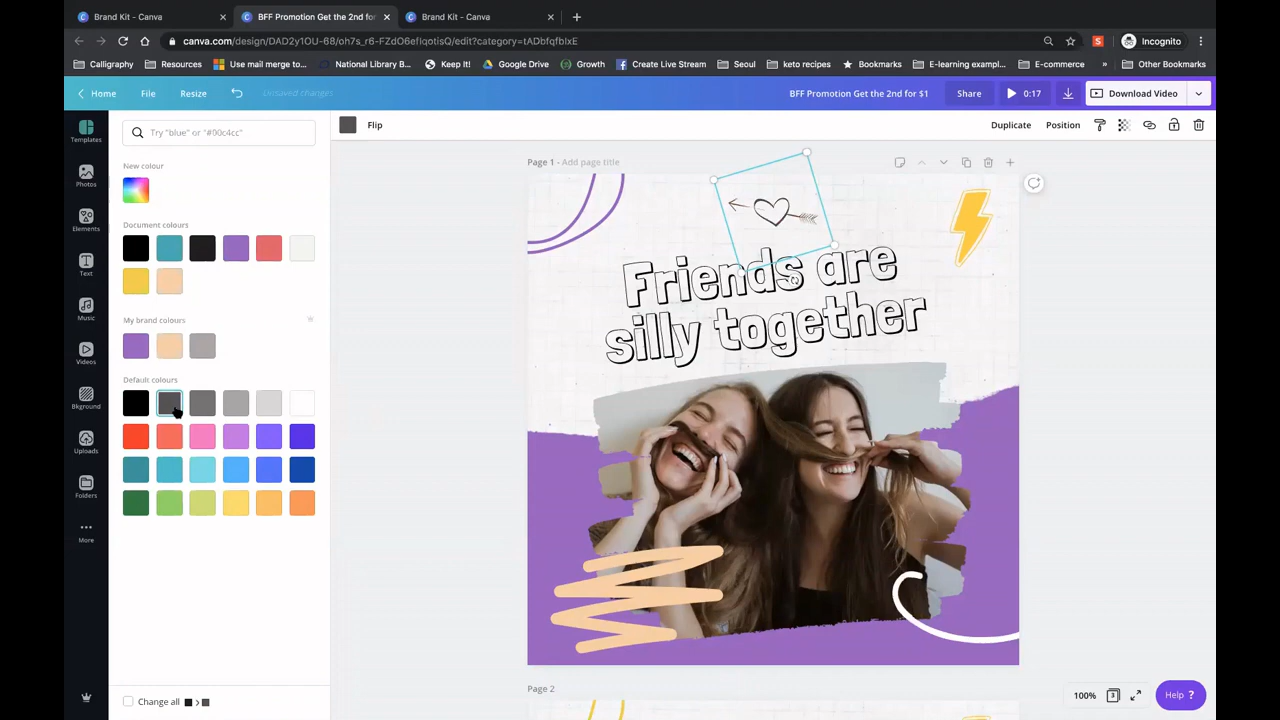 Brand Kit - Canva
BFF Promotion Get the 2nd for
Brand Kit - Canva
canva.com/design/DAD2y1OU-68/oh7s_r6-FZdO6eflqotisQ/edit?category=tADbfqfbIxE
Incognito
Calligraphy
Resources
Use mail merge to...
National Library B...
Keep It!
Google Drive
Growth
Create Live Stream
Seoul
keto recipes
Bookmarks
E-learning exampl...
E-commerce
»
Other Bookmarks
Home
File
Resize
Unsaved changes
BFF Promotion Get the 2nd for $1
Share
0:17
Download Video
Templates
Photos
Elements
Text
Music
Videos
Bkground
Uploads
Folders
More
Try "blue" or "#00c4cc"
New colour
Document colours
My brand colours
Default colours
Change all
Flip
Duplicate
Position
Page 1 - Add page title
Friends are
silly together
Page 2
100%
3
Help ?